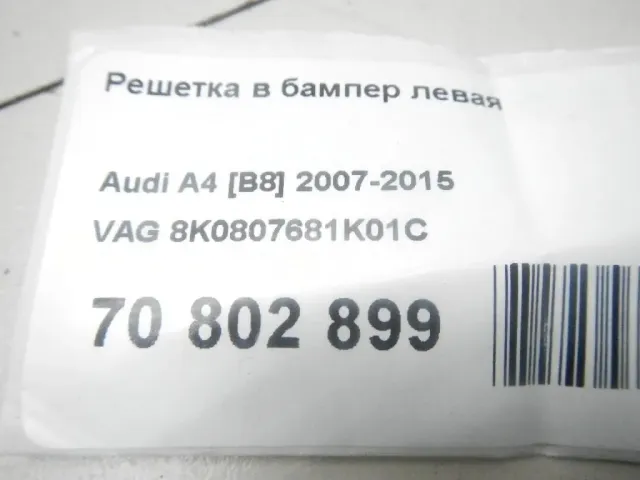 Решетка в бампер левая
Audi A4 [B8] 2007-2015
VAG 8K0807681K01C
70 802 899